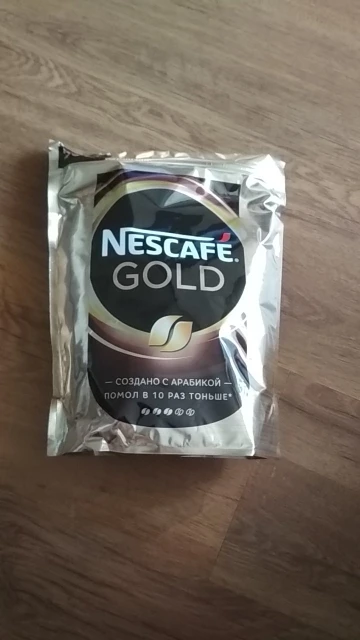 NESCAFÉ®
GOLD
— СОЗДАНО С АРАБИКОЙ —
ПОМОЛ В 10 РАЗ ТОНЬШЕ*